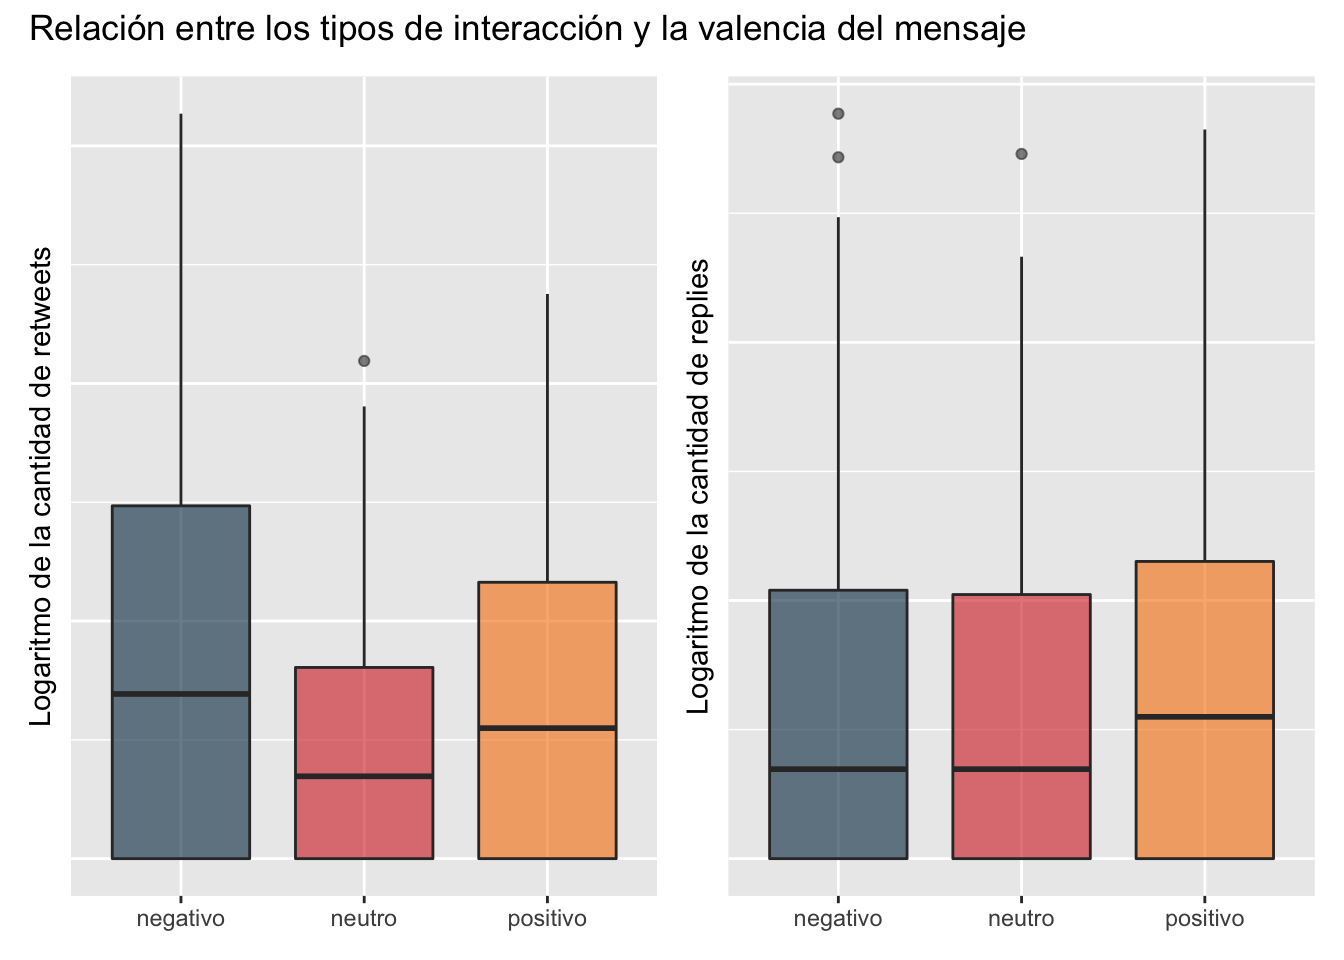 Relación entre los tipos de interacción y la valencia del mensaje
Logaritmo de la cantidad de retweets
negativo
neutro
positivo
Logaritmo de la cantidad de replies
negativo
neutro
positivo